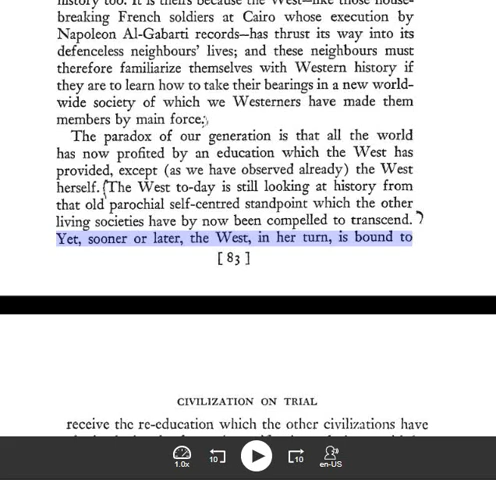 history too. It is theirs because the West—like those house-
breaking French soldiers at Cairo whose execution by
Napoleon Al-Gabarti records—has thrust its way into its
defenceless neighbours' lives; and these neighbours must
therefore familiarize themselves with Western history if
they are to learn how to take their bearings in a new world-
wide society of which we Westerners have made them
members by main force.
The paradox of our generation is that all the world
has now profited by an education which the West has
provided, except (as we have observed already) the West
herself. The West to-day is still looking at history from
that old parochial self-centred standpoint which the other
living societies have by now been compelled to transcend.
Yet, sooner or later, the West, in her turn, is bound to
[ 83 ]
CIVILIZATION ON TRIAL
receive the re-education which the other civilizations have
1.0x
10
10
en-US